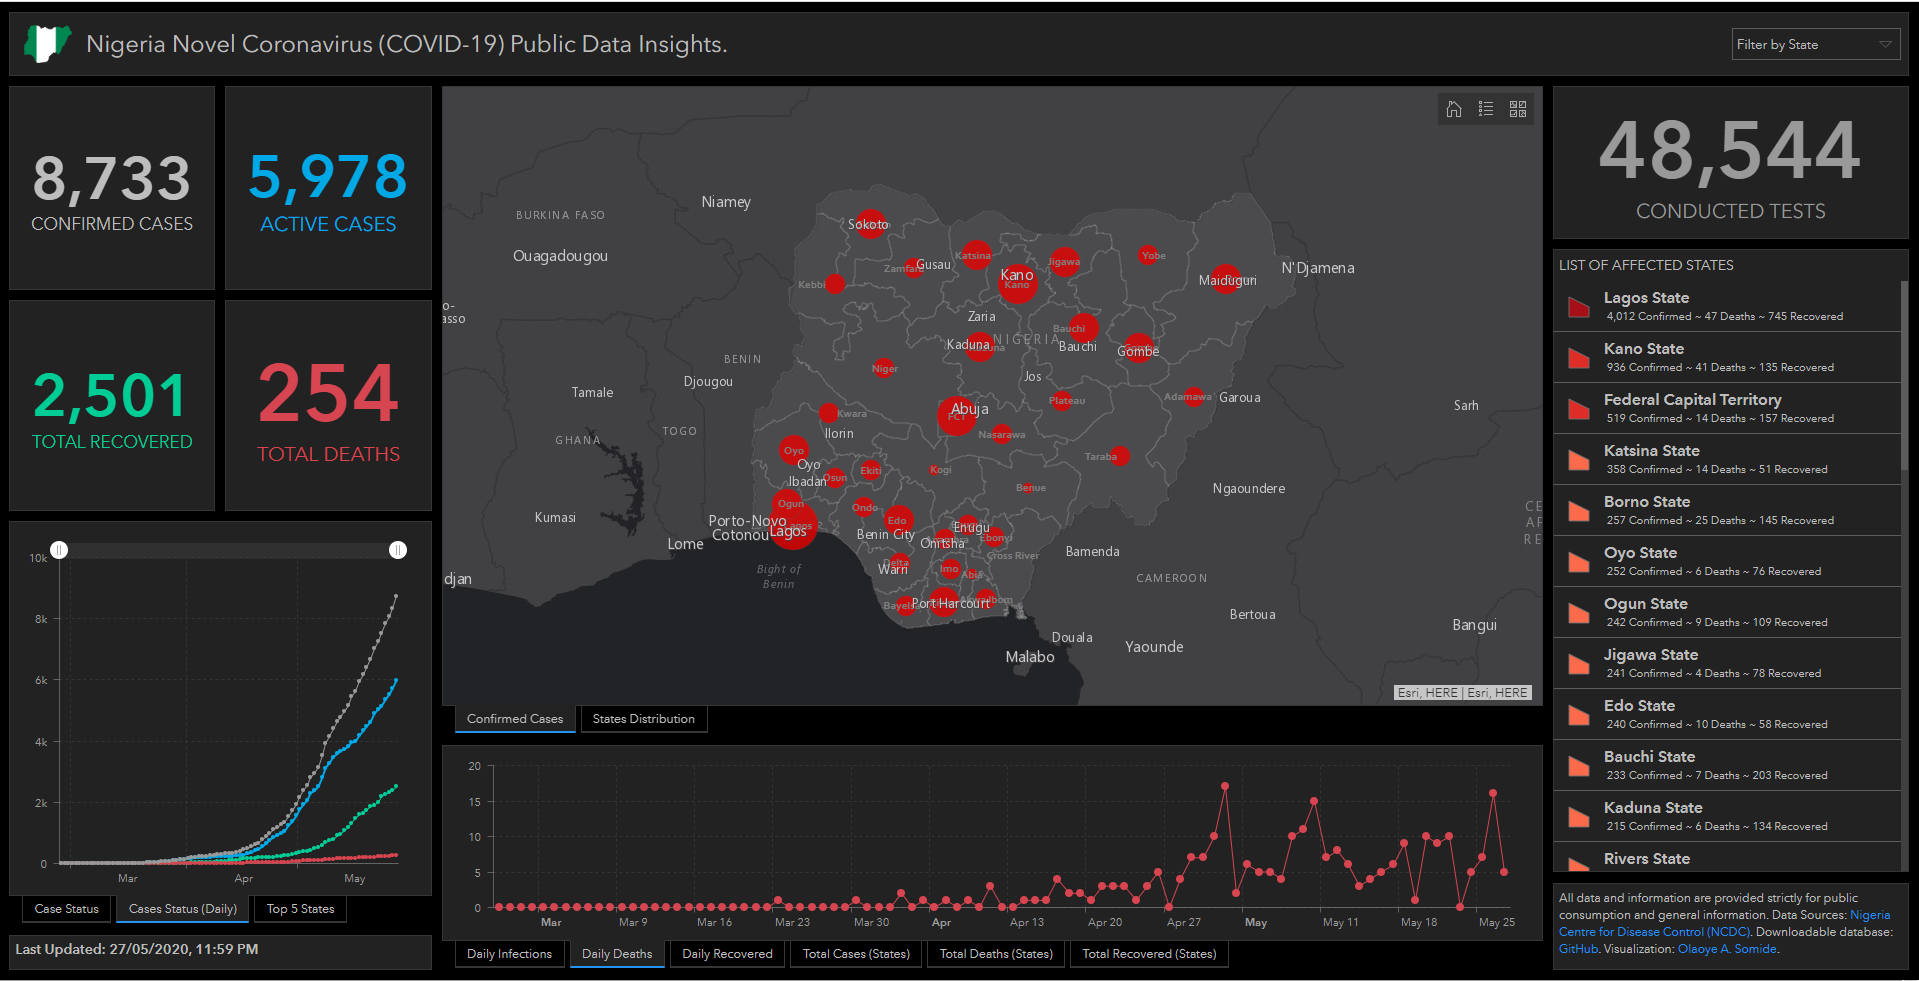 Nigeria Novel Coronavirus (COVID-19) Public Data Insights.
Filter by State
8,733
CONFIRMED CASES
5,978
ACTIVE CASES
2,501
TOTAL RECOVERED
254
TOTAL DEATHS
10k
8k
6k
4k
2k
0
Mar Apr May
Case Status Cases Status (Daily) Top 5 States
Last Updated: 27/05/2020, 11:59 PM
Niamey
BURKINA FASO
Ouagadougou
Sokoto
Zamfara
Gusau
Katsina
Kano
Kano
Jigawa
Yobe
Maiduguri
N'Djamena
Kebbi
o-
asso
Zaria
NIGERIA
Bauchi
Bauchi
Kaduna
Gombe
BENIN
Niger
Djougou
Jos
Tamale
Abuja
FCT
Plateau
Adamawa
Garoua
Sarh
Kwara
Ilorin
TOGO
GHANA
Nasarawa
Oyo
Oyo
Ibadan
Osun
Ekiti
Kogi
Taraba
Benue
Ngaoundere
Ogun
Ondo
Edo
Kumasi
Porto-Novo
Cotonou
Lagos
Lome
Benin City
Enugu
Onitsha
Ebonyi
Cross River
Bamenda
CE
AF
RE
Bight of
Benin
Delta
Warri
Imo
Abia
CAMEROON
djan
Bayelsa
Port Harcourt
Bertoua
Bangui
Douala
Yaounde
Malabo
Esri, HERE | Esri, HERE
Confirmed Cases States Distribution
20
15
10
5
0
Mar Mar 9 Mar 16 Mar 23 Mar 30 Apr Apr 13 Apr 20 Apr 27 May May 11 May 18 May 25
Daily Infections Daily Deaths Daily Recovered Total Cases (States) Total Deaths (States) Total Recovered (States)
48,544
CONDUCTED TESTS
LIST OF AFFECTED STATES
Lagos State
4,012 Confirmed ~ 47 Deaths ~ 745 Recovered
Kano State
936 Confirmed ~ 41 Deaths ~ 135 Recovered
Federal Capital Territory
519 Confirmed ~ 14 Deaths ~ 157 Recovered
Katsina State
358 Confirmed ~ 14 Deaths ~ 51 Recovered
Borno State
257 Confirmed ~ 25 Deaths ~ 145 Recovered
Oyo State
252 Confirmed ~ 6 Deaths ~ 76 Recovered
Ogun State
242 Confirmed ~ 9 Deaths ~ 109 Recovered
Jigawa State
241 Confirmed ~ 4 Deaths ~ 78 Recovered
Edo State
240 Confirmed ~ 10 Deaths ~ 58 Recovered
Bauchi State
233 Confirmed ~ 7 Deaths ~ 203 Recovered
Kaduna State
215 Confirmed ~ 6 Deaths ~ 134 Recovered
Rivers State
All data and information are provided strictly for public
consumption and general information. Data Sources: Nigeria
Centre for Disease Control (NCDC). Downloadable database:
GitHub. Visualization: Olaoye A. Somide.